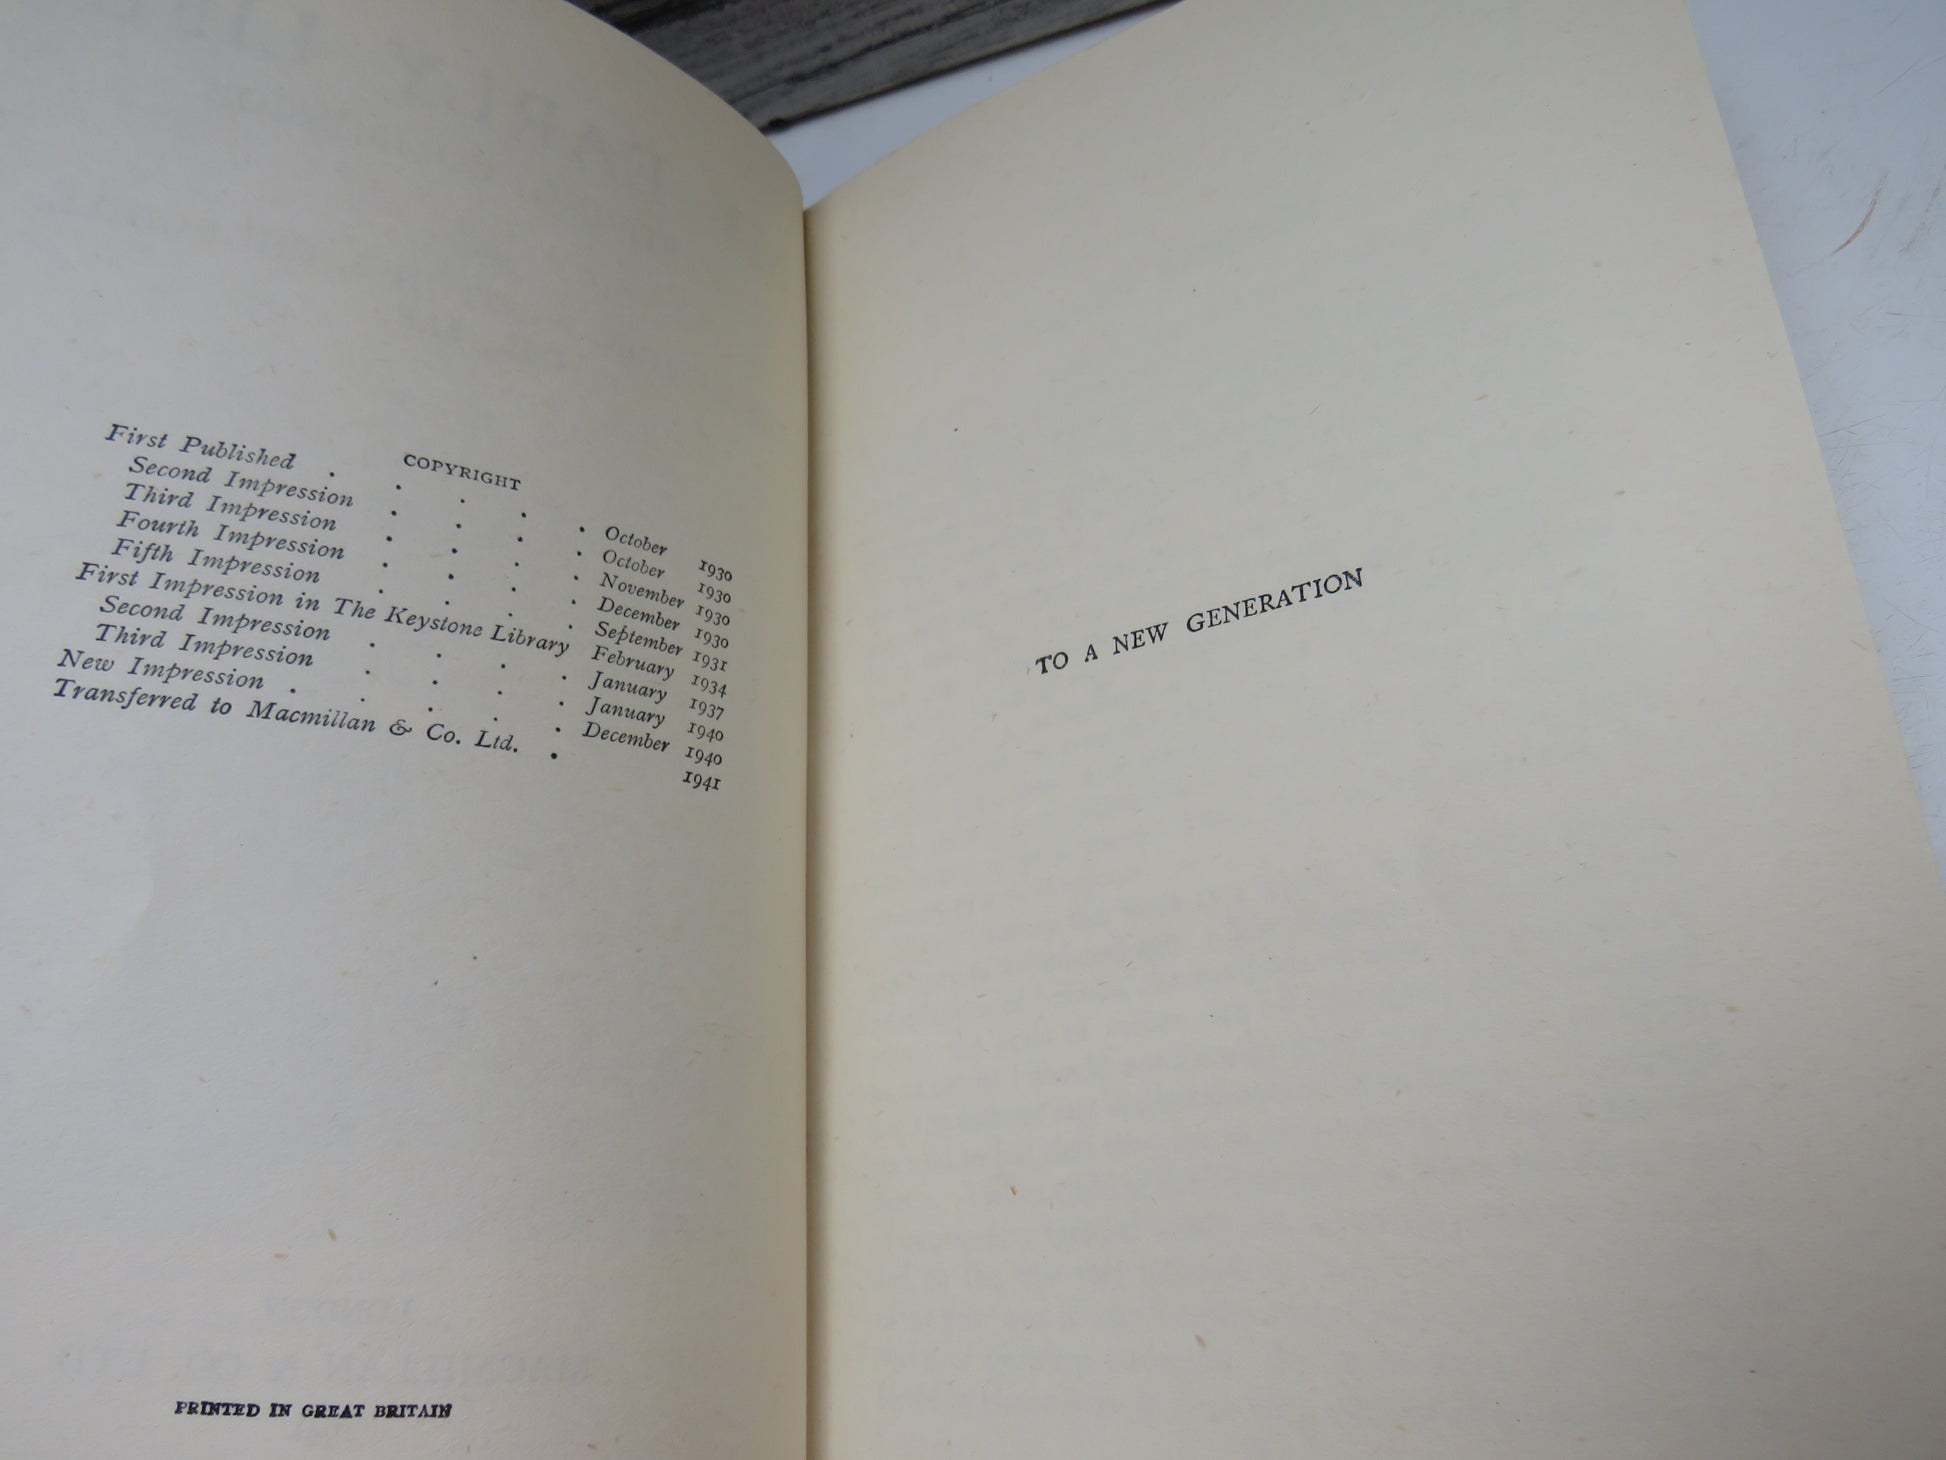 COPYRIGHT
First Published . . . . . October 1930
Second Impression . . . . October 1930
Third Impression . . . . November 1930
Fourth Impression . . . . December 1930
Fifth Impression . . . . September 1931
First Impression in The Keystone Library February 1934
Second Impression . . . . January 1937
Third Impression . . . . January 1940
New Impression . . . . . December 1940
Transferred to Macmillan & Co. Ltd. . 1941
PRINTED IN GREAT BRITAIN
TO A NEW GENERATION